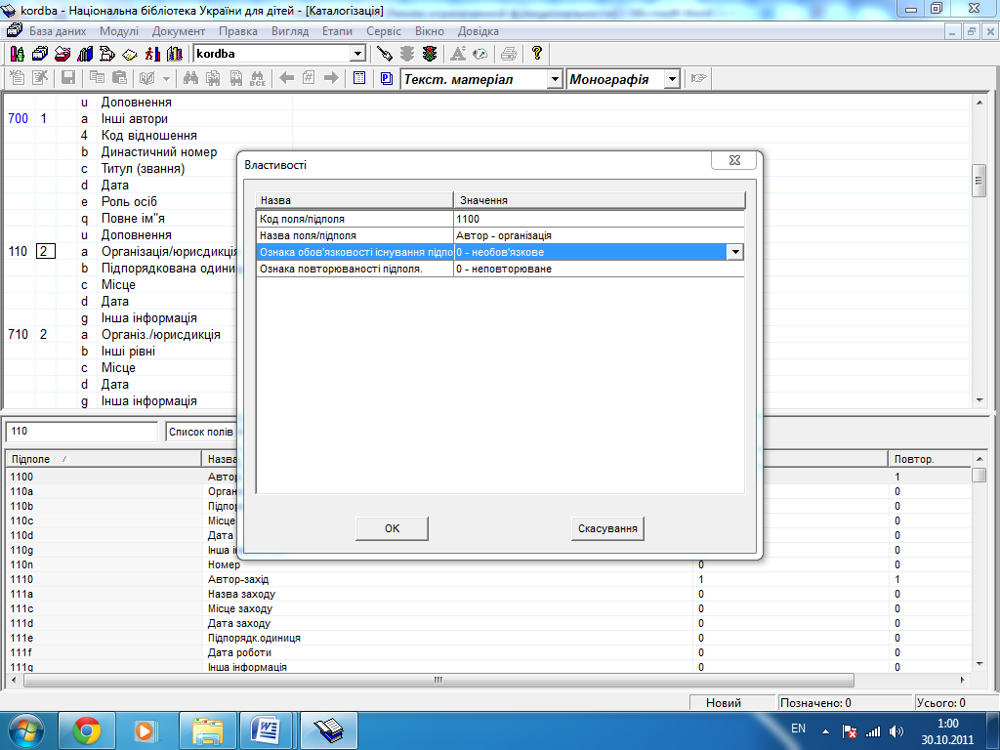 kordba - Національна бібліотека України для дітей - [Каталогізація]
База даних Модулі Документ Правка Вигляд Етапи Сервіс Вікно Довідка
kordba
ВСЕ Текст. матеріал Монографія
u Доповнення
700 1 a Інші автори
4 Код відношення
b Династичний номер
c Титул (звання)
d Дата
e Роль осіб
q Повне ім"я
u Доповнення
110 2 a Організація/юрисдикція
b Підпорядкована один
c Місце
d Дата
g Інша інформація
710 2 a Органіс./юрисдикція
b Інші рівні
c Місце
d Дата
g Інша інформація
Властивості
Назва Значення
Код поля/підполя 1100
Назва поля/підполя Автор - організація
Ознака обов'язковості існування підпо 0 - необов'язкове
Ознака повторюваності підполя. 0 - неповторюване
OK Скасування
110 Список полів
Підполе Назва Повтор.
1100 Автор 1
110a Орган 0
110b Підпо 0
110c Місце 0
110d Дата 0
110g Інша і 0
110n Номер 0 0
1110 Автор-захід 1 1
111a Назва заходу 0 0
111c Місце заходу 0 0
111d Дата заходу 0 0
111e Підпорядк.одиниця 0 0
111f Дата роботи 0 0
111g Інша інформація 0 0
Новий Позначено: 0 Усього: 0
EN 1:00
30.10.2011